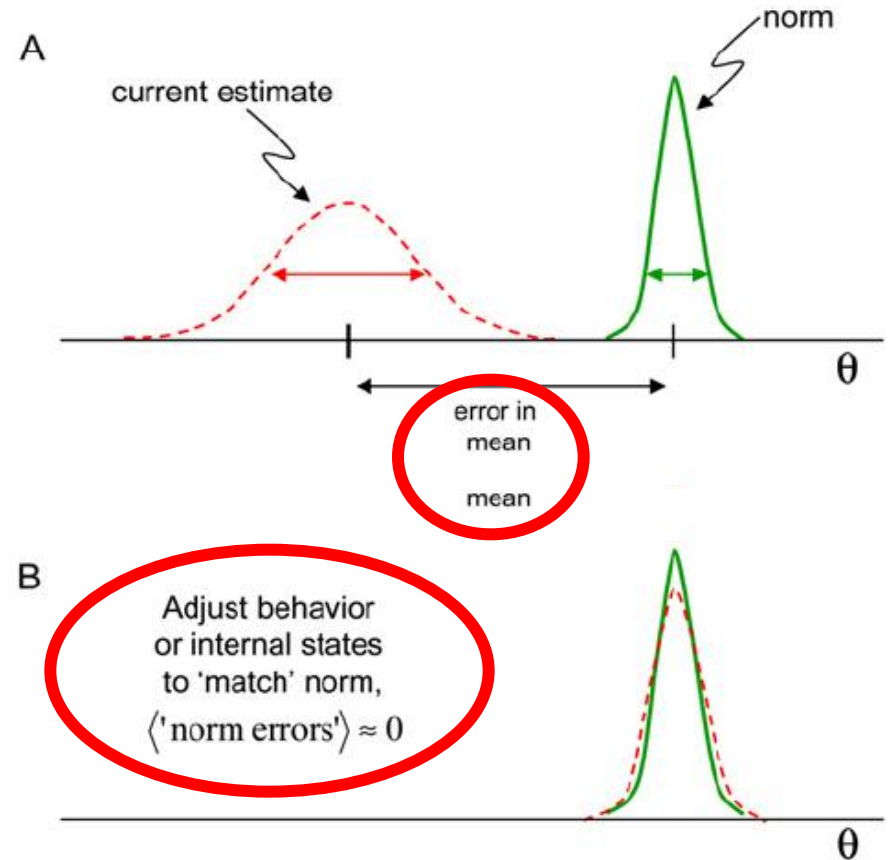 A
norm
current estimate
θ
error in
mean
mean
B
Adjust behavior
or internal states
to ‘match’ norm,
⟨'norm errors'⟩ ≈ 0
θ